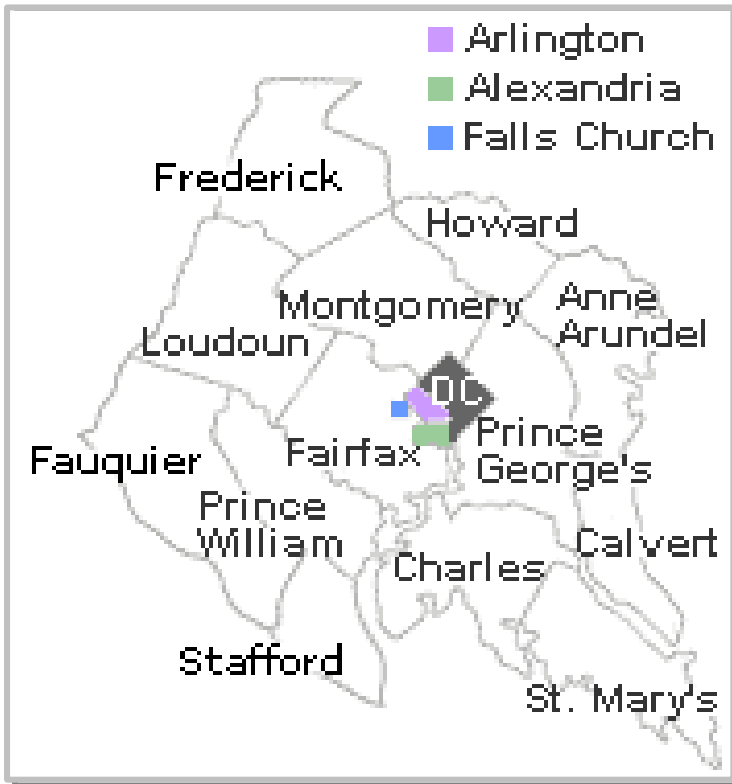 Arlington
Alexandria
Falls Church
Frederick
Howard
Montgomery
Anne
Arundel
Loudoun
DC
Prince
George's
Fairfax
Fauquier
Prince
William
Calvert
Charles
Stafford
St. Mary's